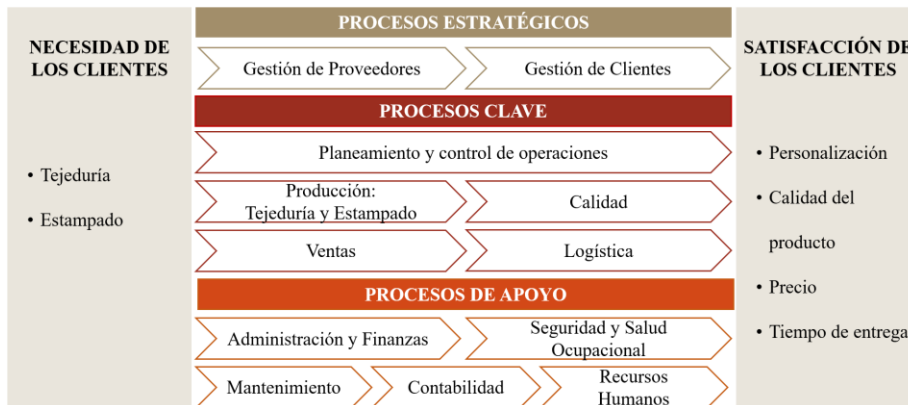 PROCESOS ESTRATÉGICOS
NECESIDAD DE
LOS CLIENTES
• Tejeduría
• Estampado
Gestión de Proveedores
Gestión de Clientes
PROCESOS CLAVE
Planeamiento y control de operaciones
Producción:
Tejeduría y Estampado
Calidad
Ventas
Logística
PROCESOS DE APOYO
Administración y Finanzas
Seguridad y Salud
Ocupacional
Mantenimiento
Contabilidad
Recursos
Humanos
SATISFACCIÓN DE
LOS CLIENTES
• Personalización
• Calidad del
producto
• Precio
• Tiempo de entrega